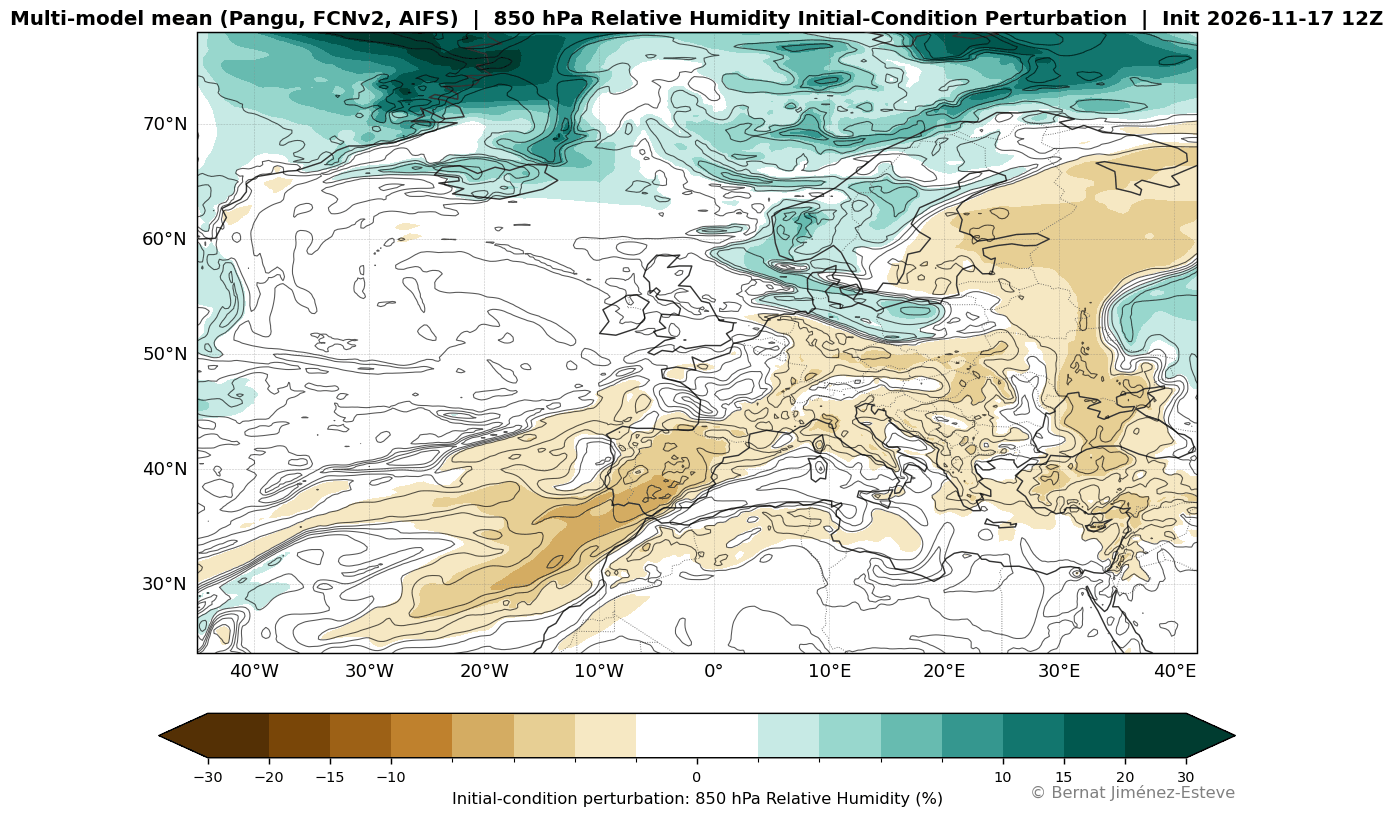 Multi-model mean (Pangu, FCNv2, AIFS) | 850 hPa Relative Humidity Initial-Condition Perturbation | Init 2026-11-17 12Z
70°N
60°N
50°N
40°N
30°N
40°W 30°W 20°W 10°W 0° 10°E 20°E 30°E 40°E
−30 −20 −15 −10 0 10 15 20 30
Initial-condition perturbation: 850 hPa Relative Humidity (%)
© Bernat Jiménez-Esteve